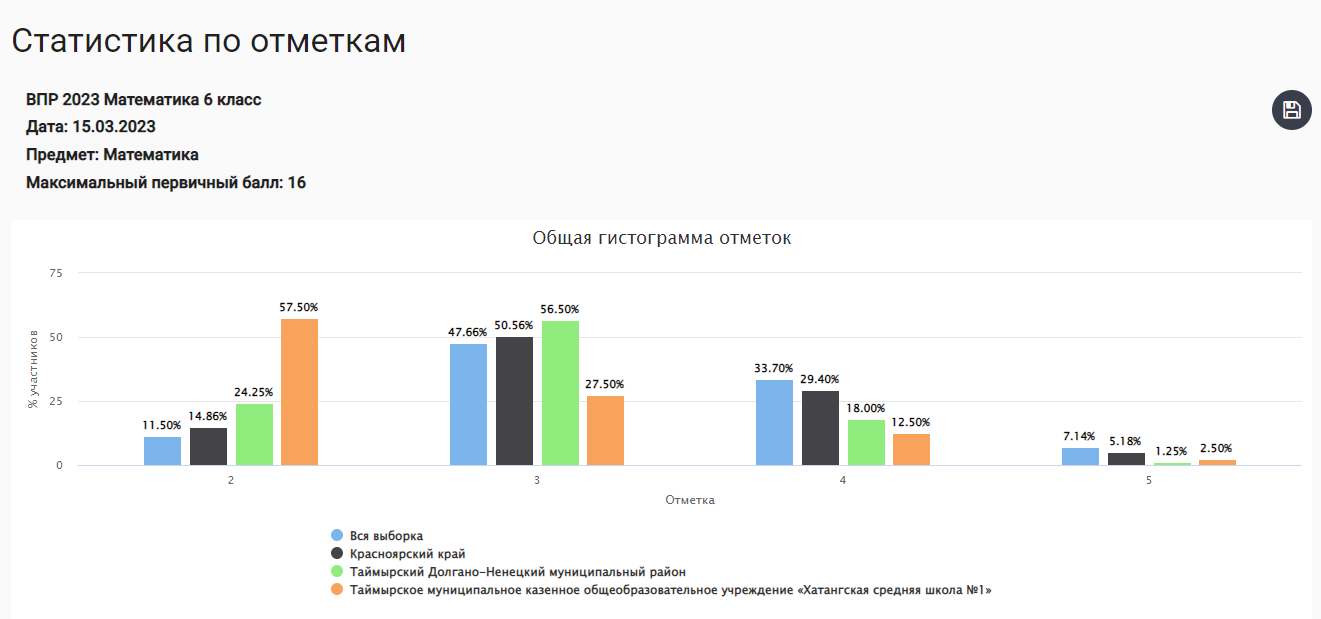 Статистика по отметкам
ВПР 2023 Математика 6 класс
Дата: 15.03.2023
Предмет: Математика
Максимальный первичный балл: 16
Общая гистограмма отметок
75
57.50%
56.50%
50.56%
47.66%
50
% участников
33.70%
29.40%
27.50%
24.25%
25
18.00%
14.86%
12.50%
11.50%
7.14%
5.18%
2.50%
1.25%
0
2 3 4 5
Отметка
Вся выборка
Красноярский край
Таймырский Долгано-Ненецкий муниципальный район
Таймырское муниципальное казенное общеобразовательное учреждение «Хатангская средняя школа №1»